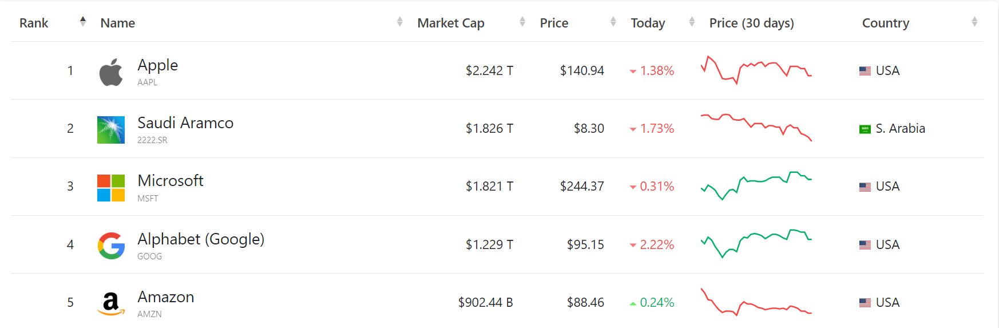 Rank Name Market Cap Price Today Price (30 days) Country
1 Apple $2.242 T $140.94 1.38% USA
AAPL
2 Saudi Aramco $1.826 T $8.30 1.73% S. Arabia
2222.SR
3 Microsoft $1.821 T $244.37 0.31% USA
MSFT
4 Alphabet (Google) $1.229 T $95.15 2.22% USA
GOOG
5 Amazon $902.44 B $88.46 0.24% USA
AMZN